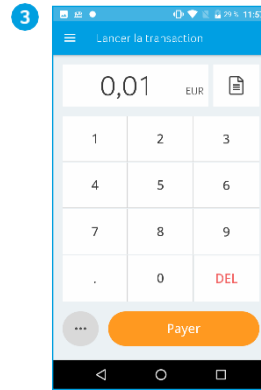 3
29 % 11:5
Lancer la transaction
0,01 EUR
1 2 3
4 5 6
7 8 9
. 0 DEL
... Payer